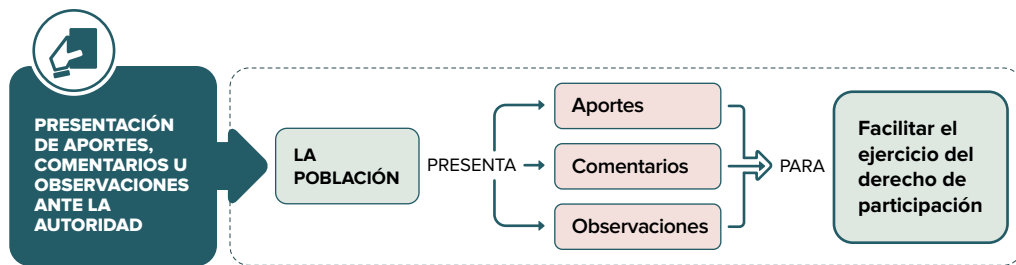 PRESENTACIÓN
DE APORTES,
COMENTARIOS U
OBSERVACIONES
ANTE LA
AUTORIDAD
LA
POBLACIÓN
PRESENTA
Aportes
Comentarios
Observaciones
PARA
Facilitar el
ejercicio del
derecho de
participación